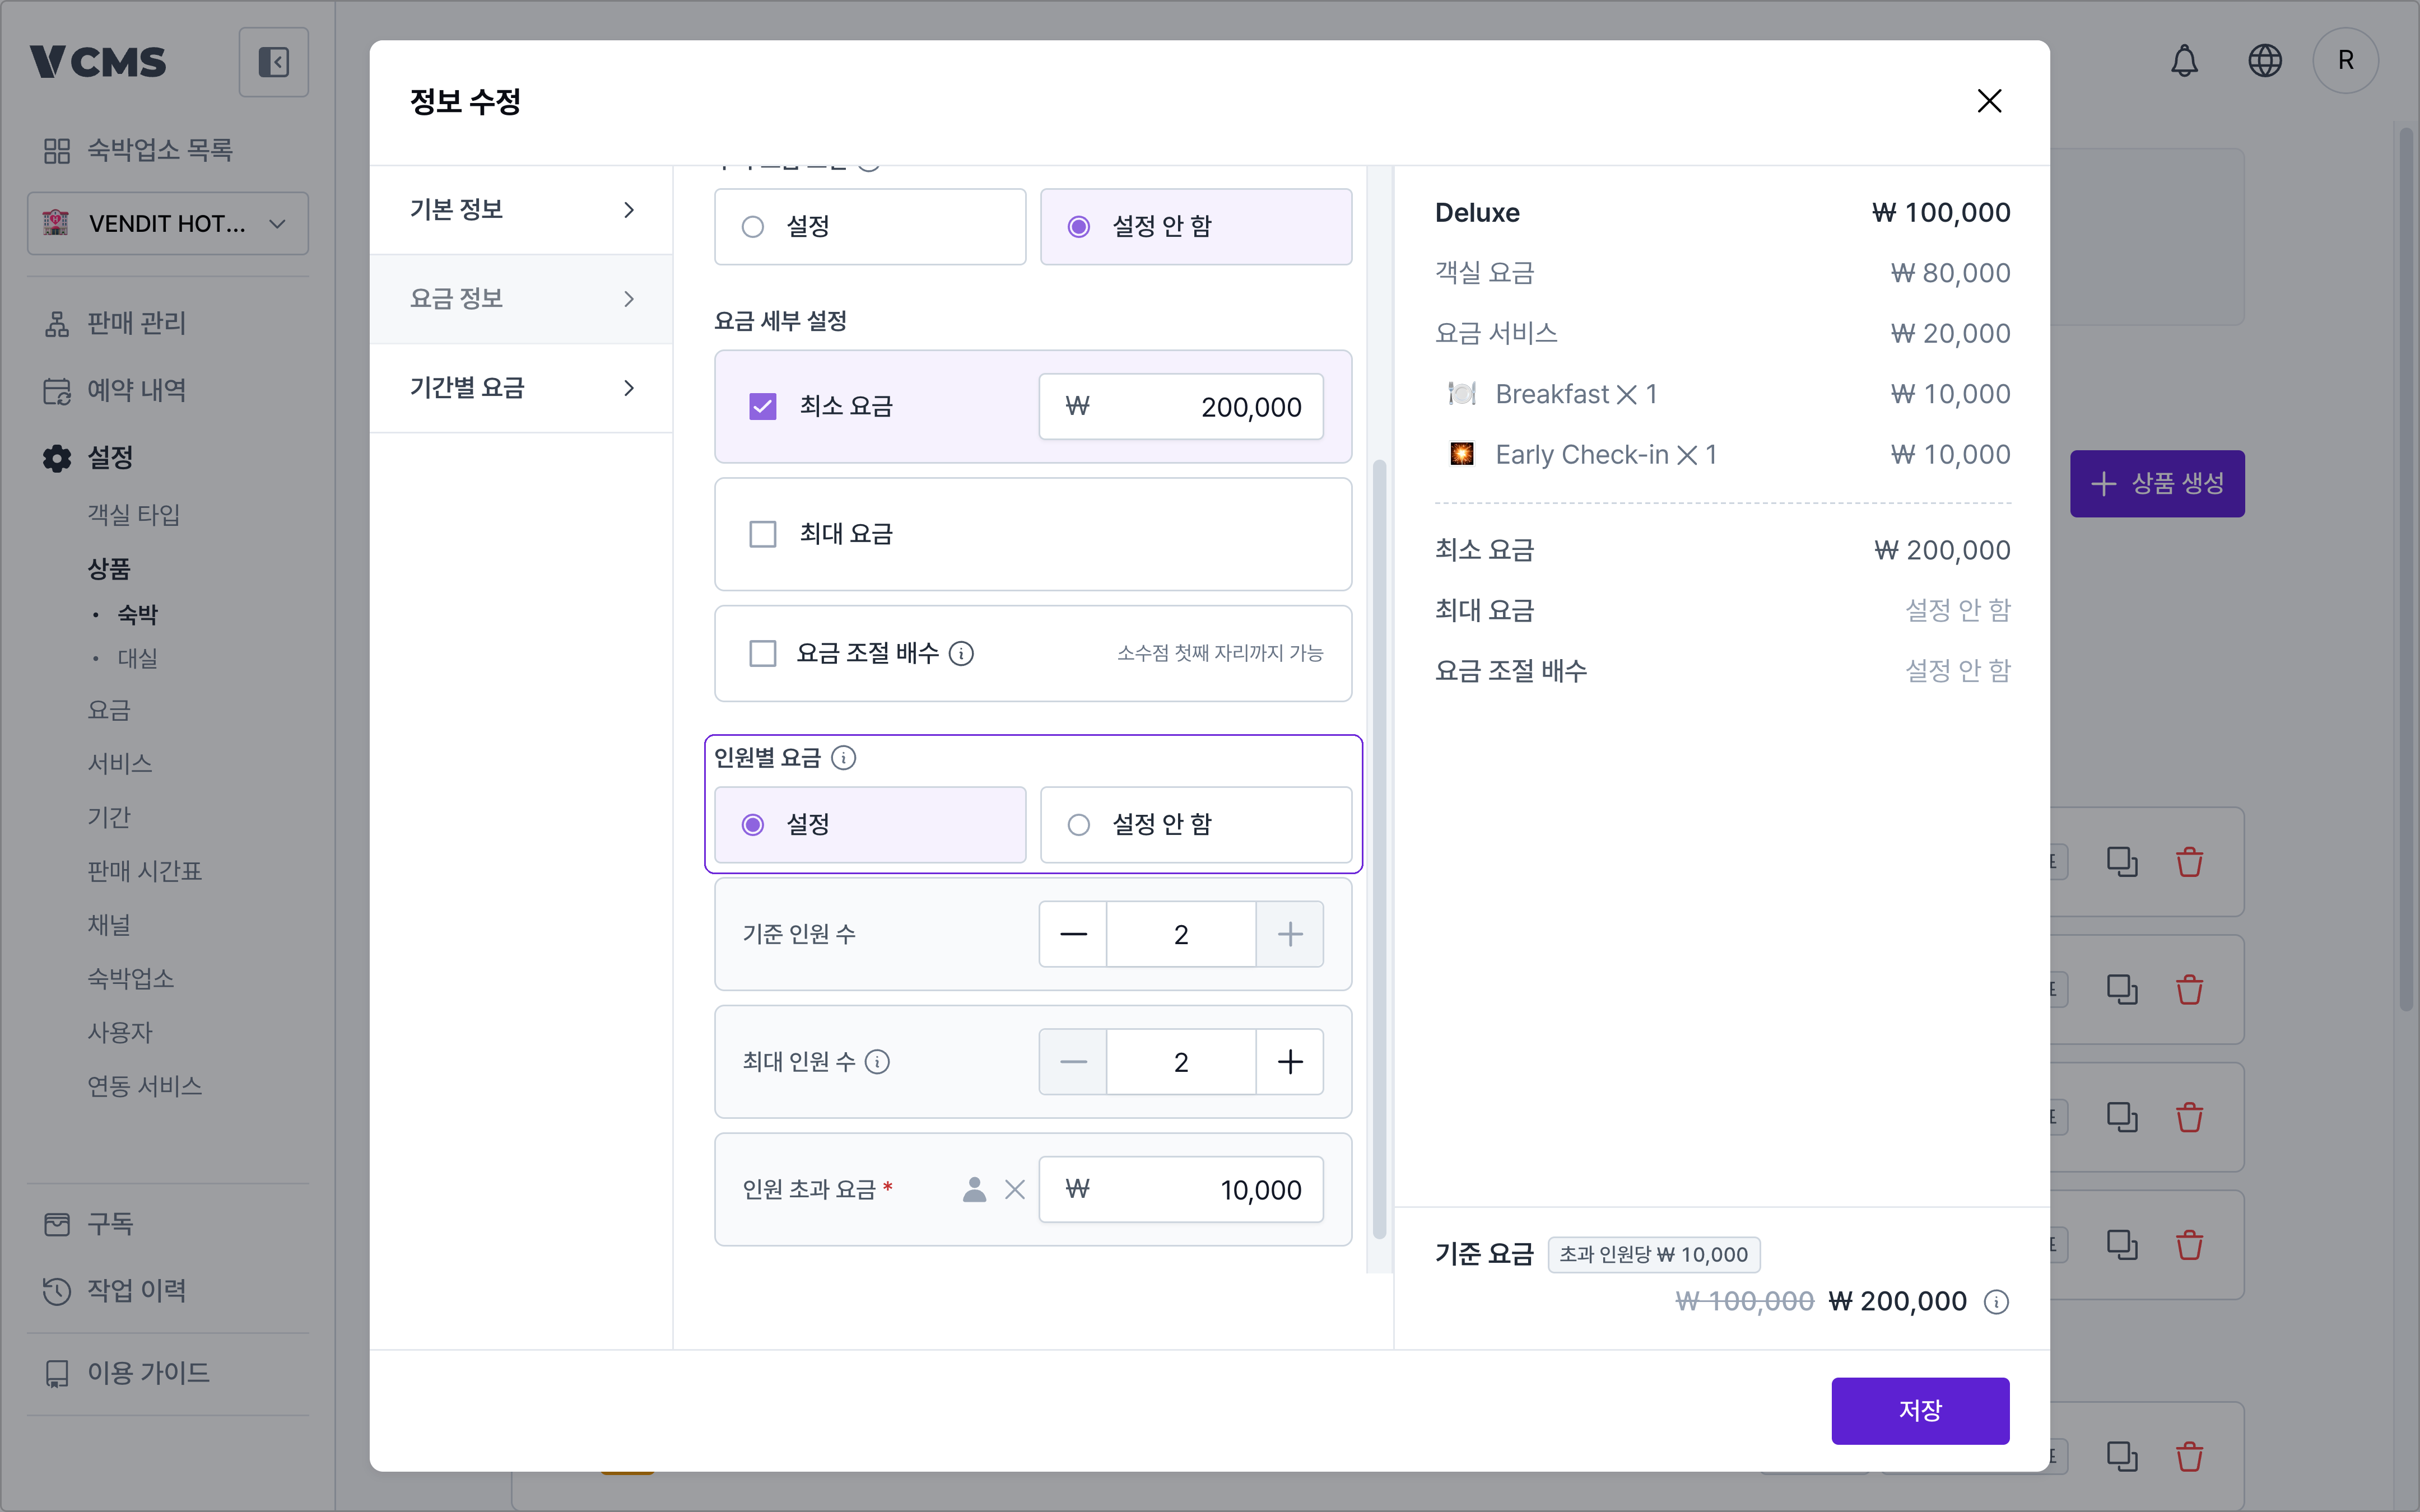 VCMS
R
숙박업소 목록
VENDIT HOT...
판매 관리
예약 내역
설정
객실 타입
상품
• 숙박
• 대실
요금
서비스
기간
판매 시간표
채널
숙박업소
사용자
연동 서비스
구독
작업 이력
이용 가이드
상품 생성
정보 수정
기본 정보
요금 정보
기간별 요금
설정
설정 안 함
요금 세부 설정
최소 요금 ₩ 200,000
최대 요금
요금 조절 배수 소수점 첫째 자리까지 가능
인원별 요금
설정
설정 안 함
기준 인원 수 2
최대 인원 수 2
인원 초과 요금 * ₩ 10,000
Deluxe ₩ 100,000
객실 요금 ₩ 80,000
요금 서비스 ₩ 20,000
Breakfast × 1 ₩ 10,000
Early Check-in × 1 ₩ 10,000
최소 요금 ₩ 200,000
최대 요금 설정 안 함
요금 조절 배수 설정 안 함
기준 요금 초과 인원당 ₩ 10,000
₩ 100,000 ₩ 200,000
저장